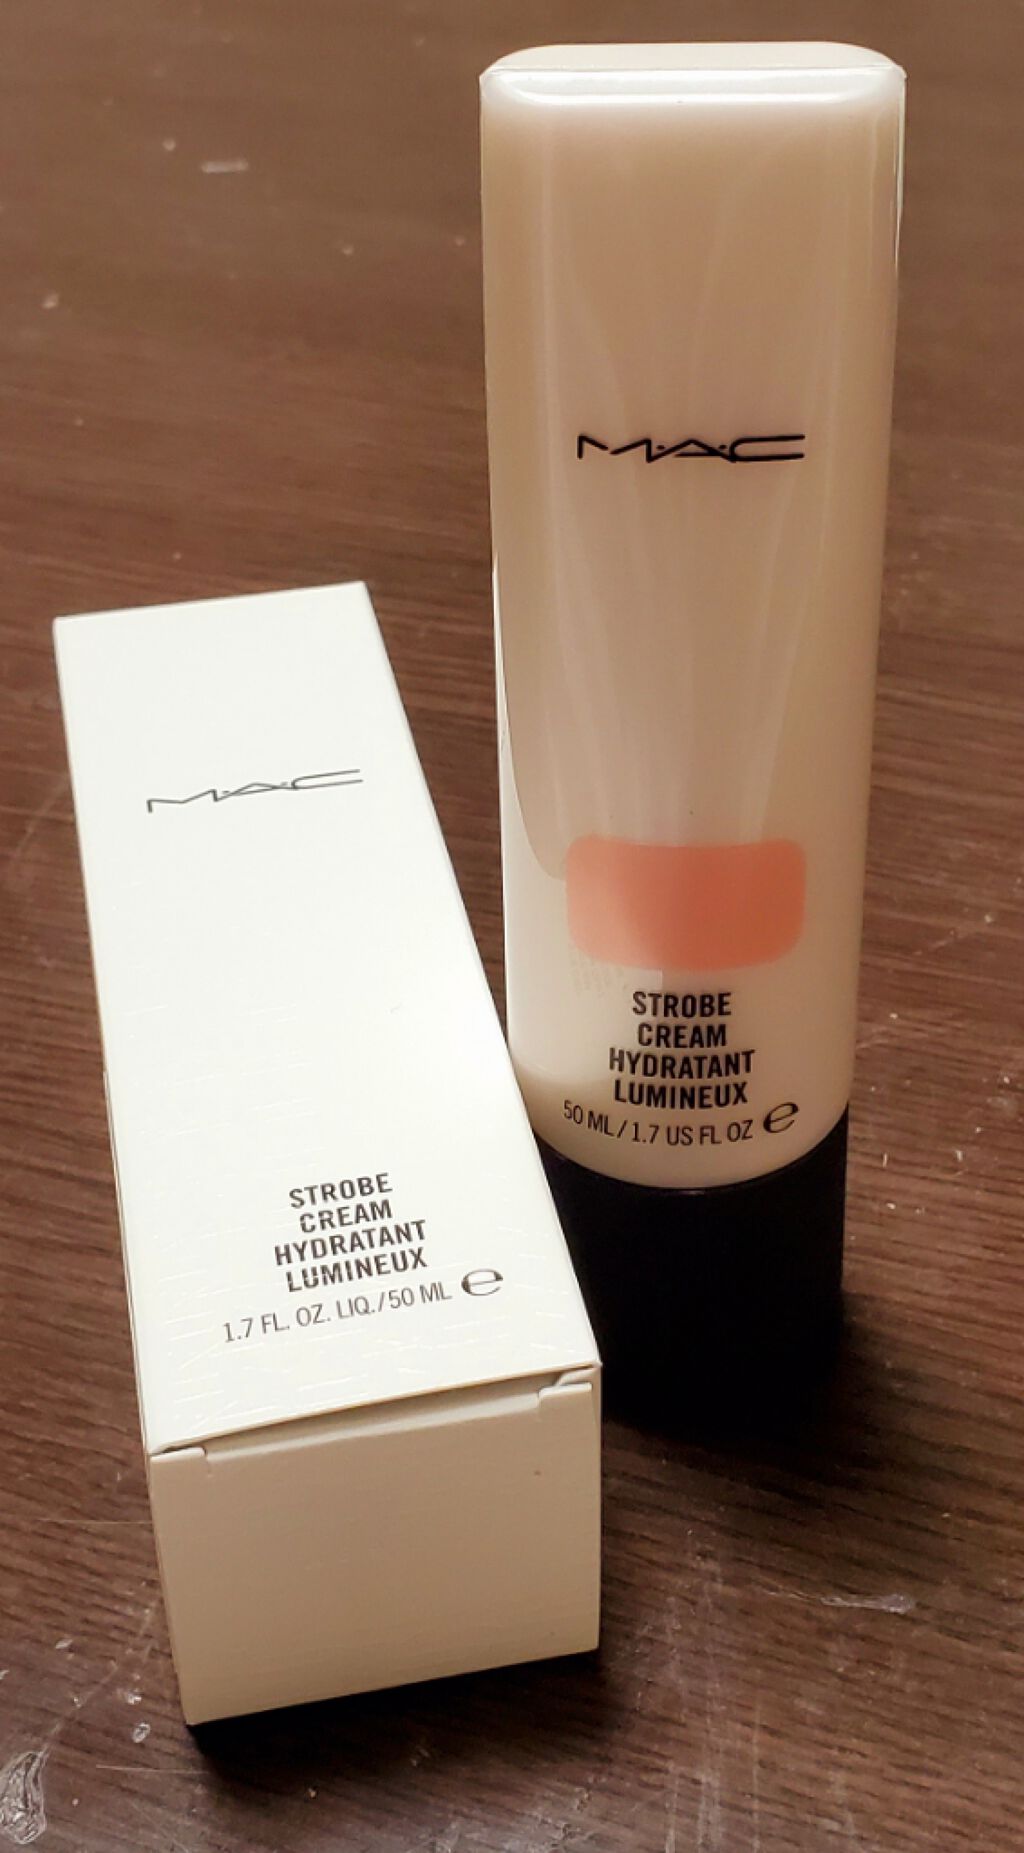 M·A·C
STROBE
CREAM
HYDRATANT
LUMINEUX
1.7 FL. OZ. LIQ./50 ML ℮
M·A·C
STROBE
CREAM
HYDRATANT
LUMINEUX
50 ML/1.7 US FL OZ ℮